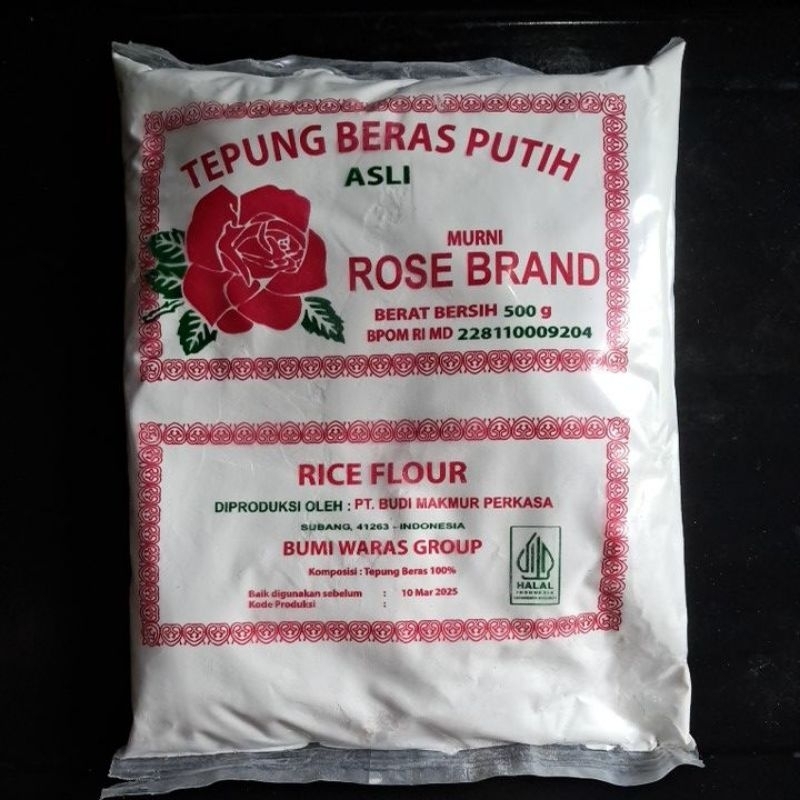 TEPUNG BERAS PUTIH
ASLI
MURNI
ROSE BRAND
BERAT BERSIH 500 g
BPOM RI MD 228110009204
RICE FLOUR
DIPRODUKSI OLEH : PT. BUDI MAKMUR PERKASA
SUBANG, 41263 - INDONESIA
BUMI WARAS GROUP
Komposisi : Tepung Beras 100%
Baik digunakan sebelum : 10 Mar 2025
Kode Produksi :
HALAL
INDONESIA